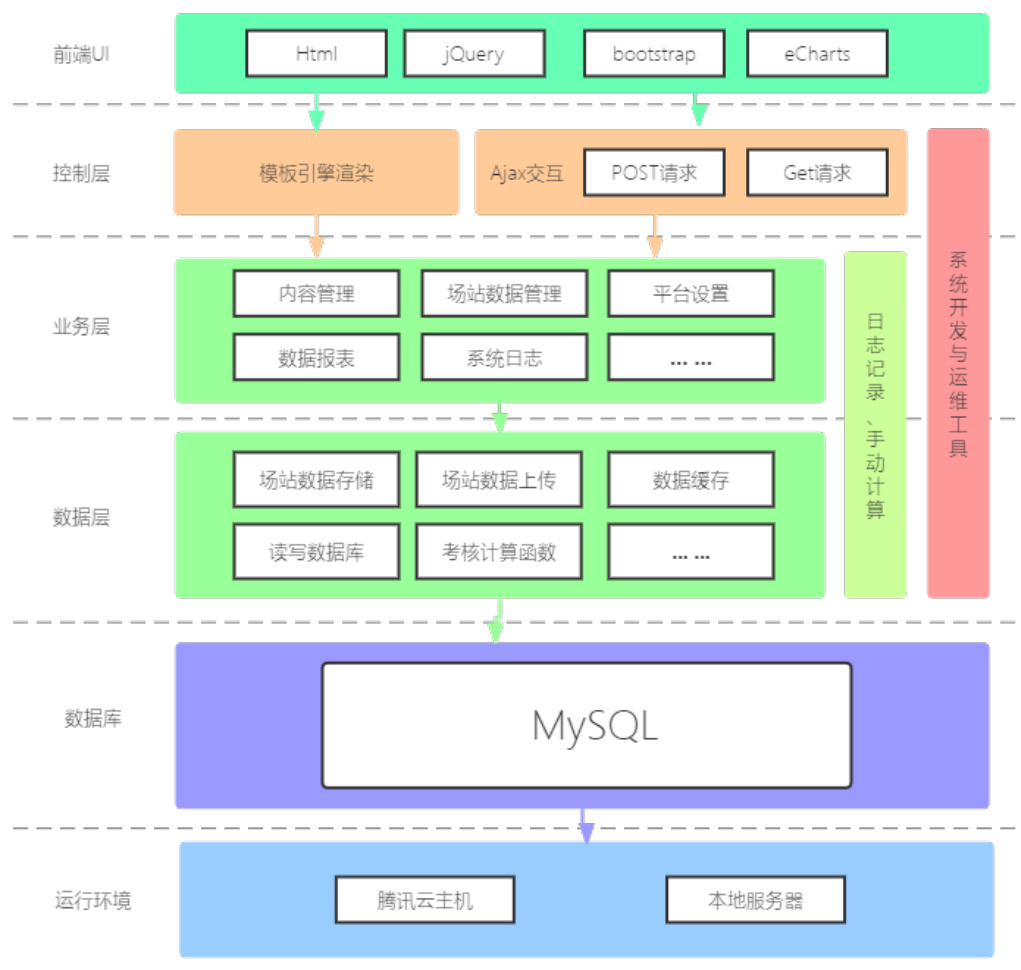 前端UI
Html
jQuery
bootstrap
eCharts
控制层
模板引擎渲染
Ajax交互
POST请求
Get请求
系统开发与运维工具
业务层
内容管理
场站数据管理
平台设置
数据报表
系统日志
... ...
日志记录、手动计算
数据层
场站数据存储
场站数据上传
数据缓存
读写数据库
考核计算函数
... ...
数据库
MySQL
运行环境
腾讯云主机
本地服务器